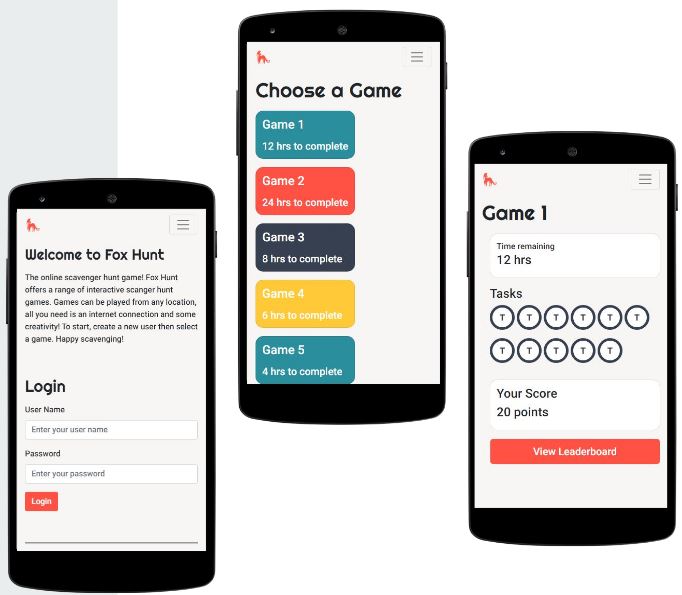 Welcome to Fox Hunt
The online scavenger hunt game! Fox Hunt
offers a range of interactive scanger hunt
games. Games can be played from any location,
all you need is an internet connection and some
creativity! To start, create a new user then select
a game. Happy scavenging!
Login
User Name
Enter your user name
Password
Enter your password
Login
Choose a Game
Game 1
12 hrs to complete
Game 2
24 hrs to complete
Game 3
8 hrs to complete
Game 4
6 hrs to complete
Game 5
4 hrs to complete
Game 1
Time remaining
12 hrs
Tasks
T T T T T T
T T T T T
Your Score
20 points
View Leaderboard